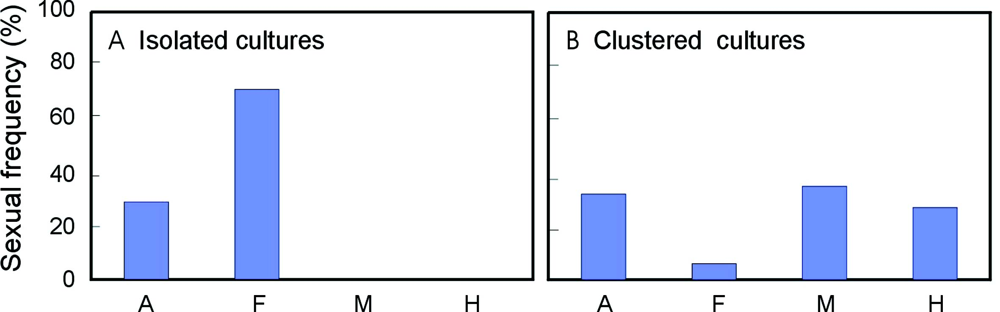 Sexual frequency (%)
100
80
60
40
20
0
A Isolated cultures
A F M H
B Clustered cultures
A F M H